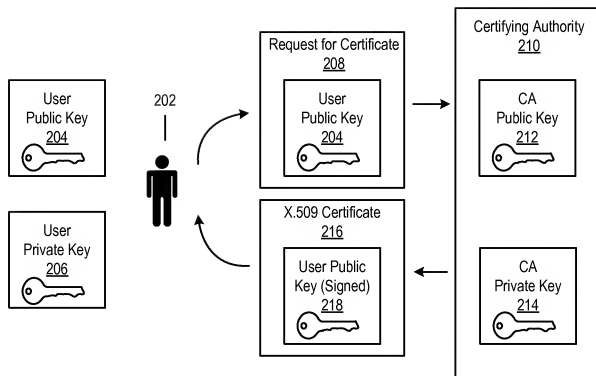 Certifying Authority
210
Request for Certificate
208
User
Public Key
204
202
User
Public Key
204
CA
Public Key
212
User
Private Key
206
X.509 Certificate
216
User Public
Key (Signed)
218
CA
Private Key
214